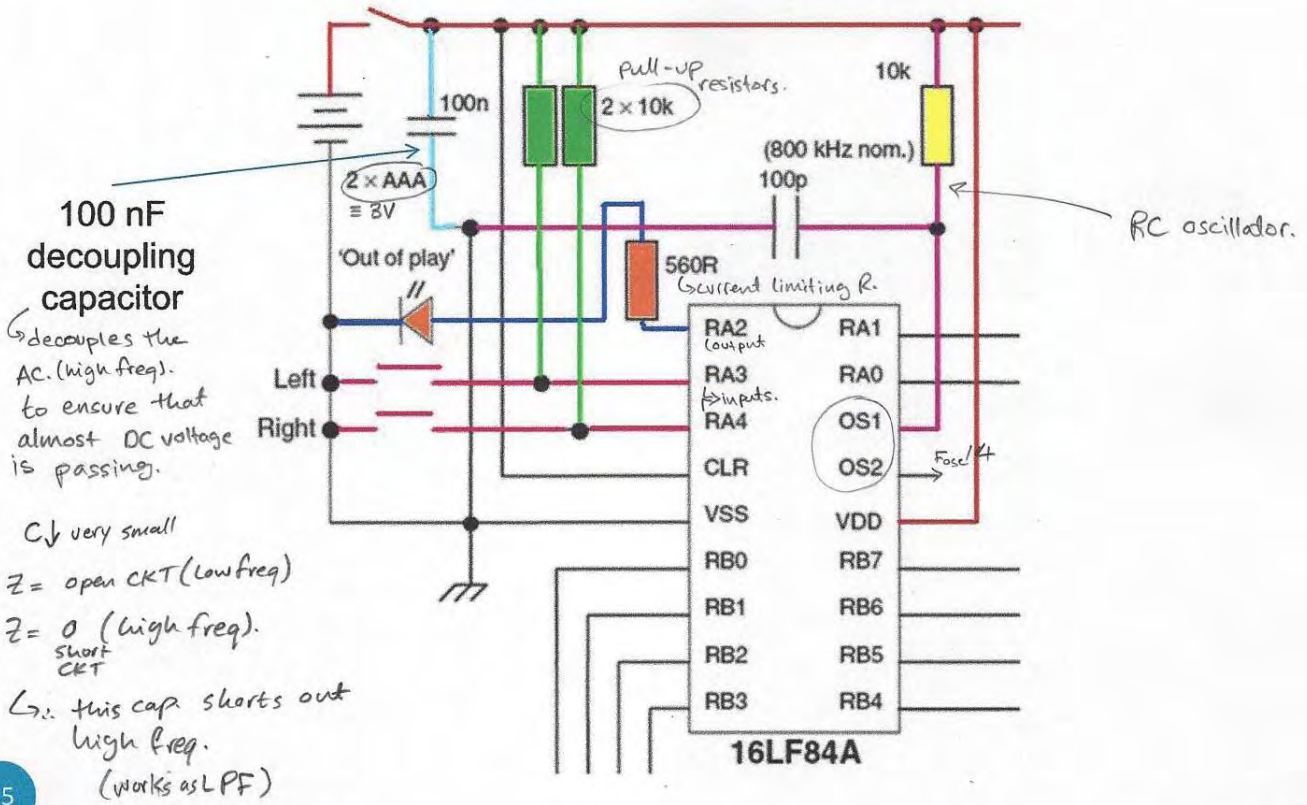 pull-up
resistors.
10k
100n
2 × 10k
(800 kHz nom.)
100p
2 × AAA
≡ 3V
100 nF
decoupling
capacitor
RC oscillador.
'Out of play'
560R
↳current limiting R.
↳decouples the
AC. (high freq).
to ensure that
almost DC voltage
is passing.
RA2
RA1
output
Left
RA3
RA0
inputs.
Right
RA4
OS1
CLR
OS2
Fosc/4
VSS
VDD
C↓ very small
Z = open CKT (Low freq)
Z = 0 (high freq).
short
CKT
↳∴ this cap. shorts out
high freq.
(works as LPF)
RB0
RB7
RB1
RB6
RB2
RB5
RB3
RB4
16LF84A
5